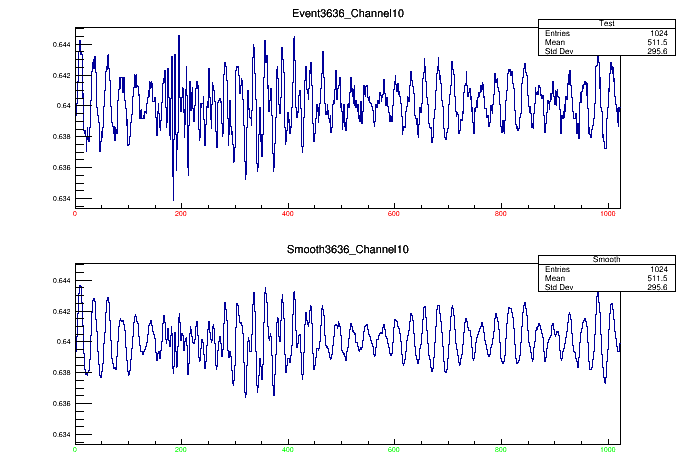 Event3636_Channel10
Test
Entries 1024
Mean 511.5
Std Dev 295.6
0.644
0.642
0.64
0.638
0.636
0.634
0 200 400 600 800 1000
Smooth3636_Channel10
Smooth
Entries 1024
Mean 511.5
Std Dev 295.6
0.644
0.642
0.64
0.638
0.636
0.634
0 200 400 600 800 1000